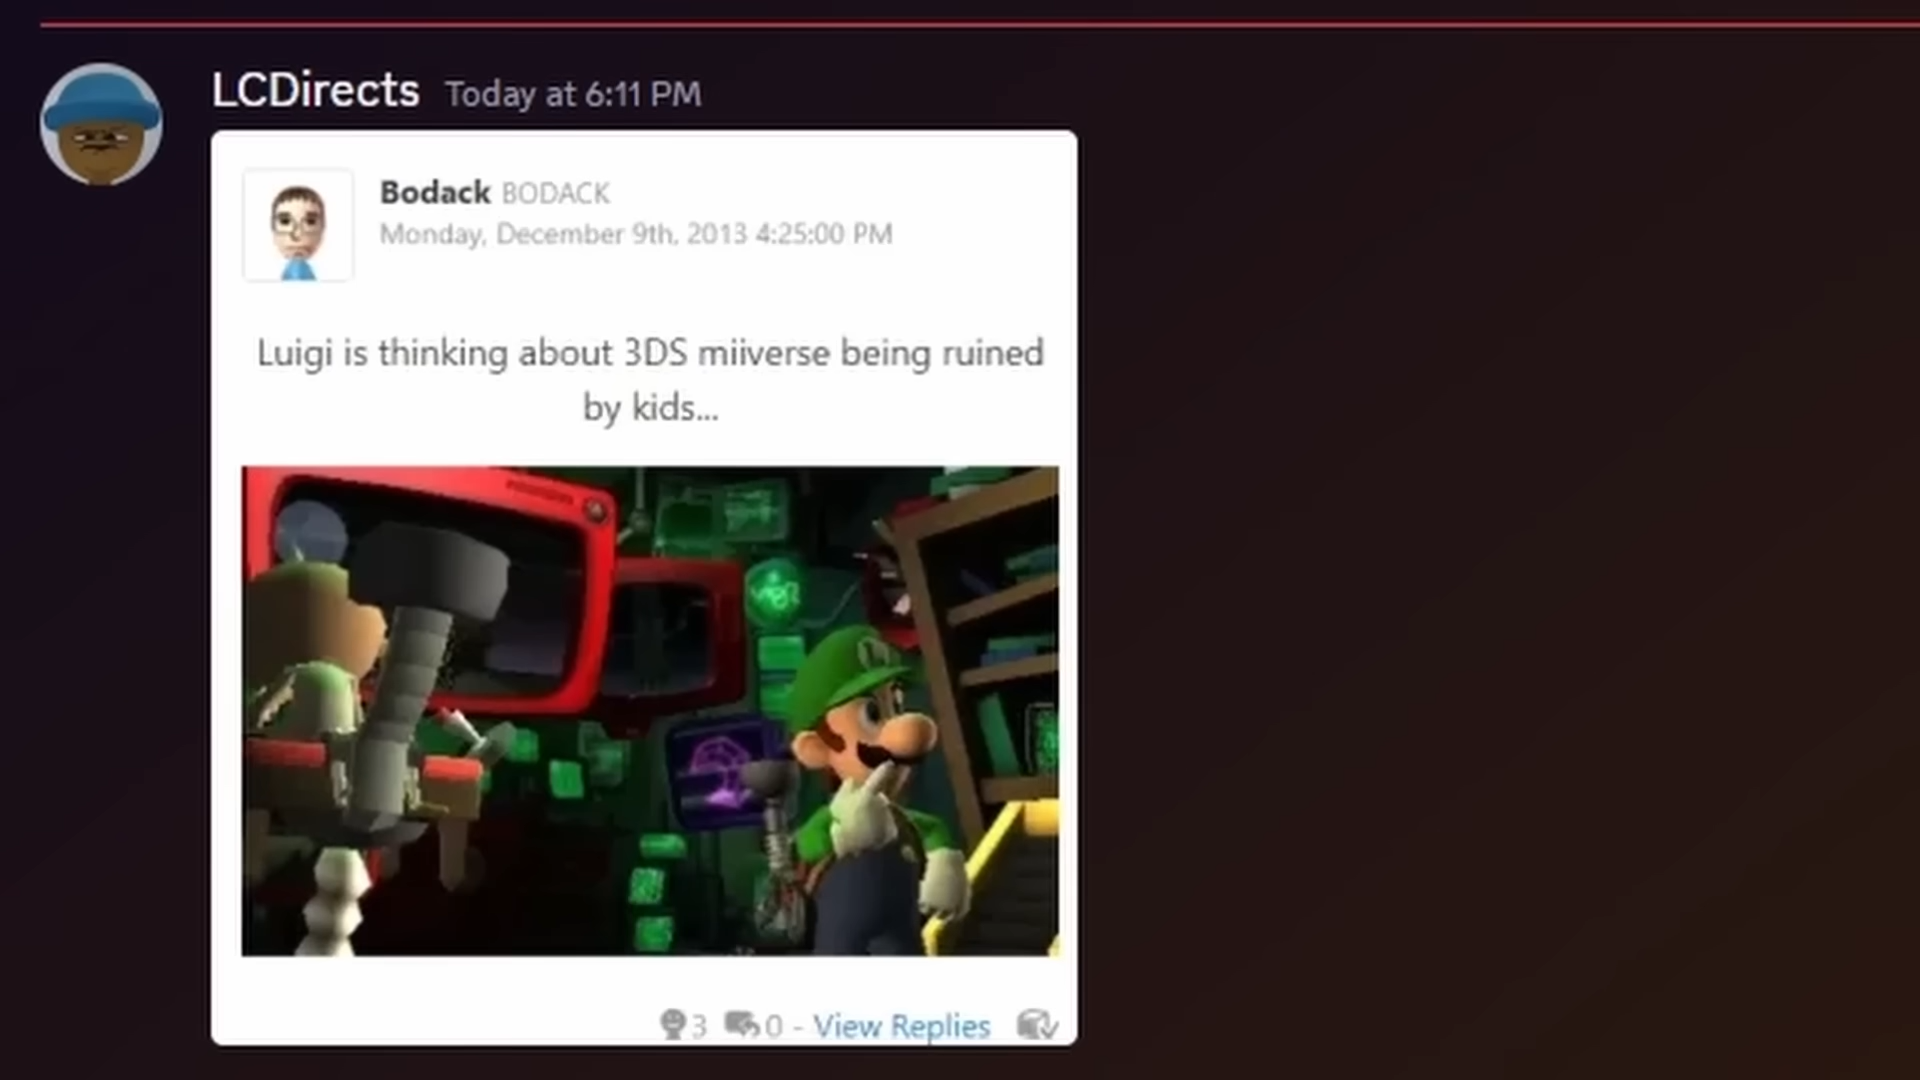 LCDirects Today at 6:11 PM
Bodack BODACK
Monday, December 9th, 2013 4:25:00 PM
Luigi is thinking about 3DS miiverse being ruined
by kids...
3 0 - View Replies